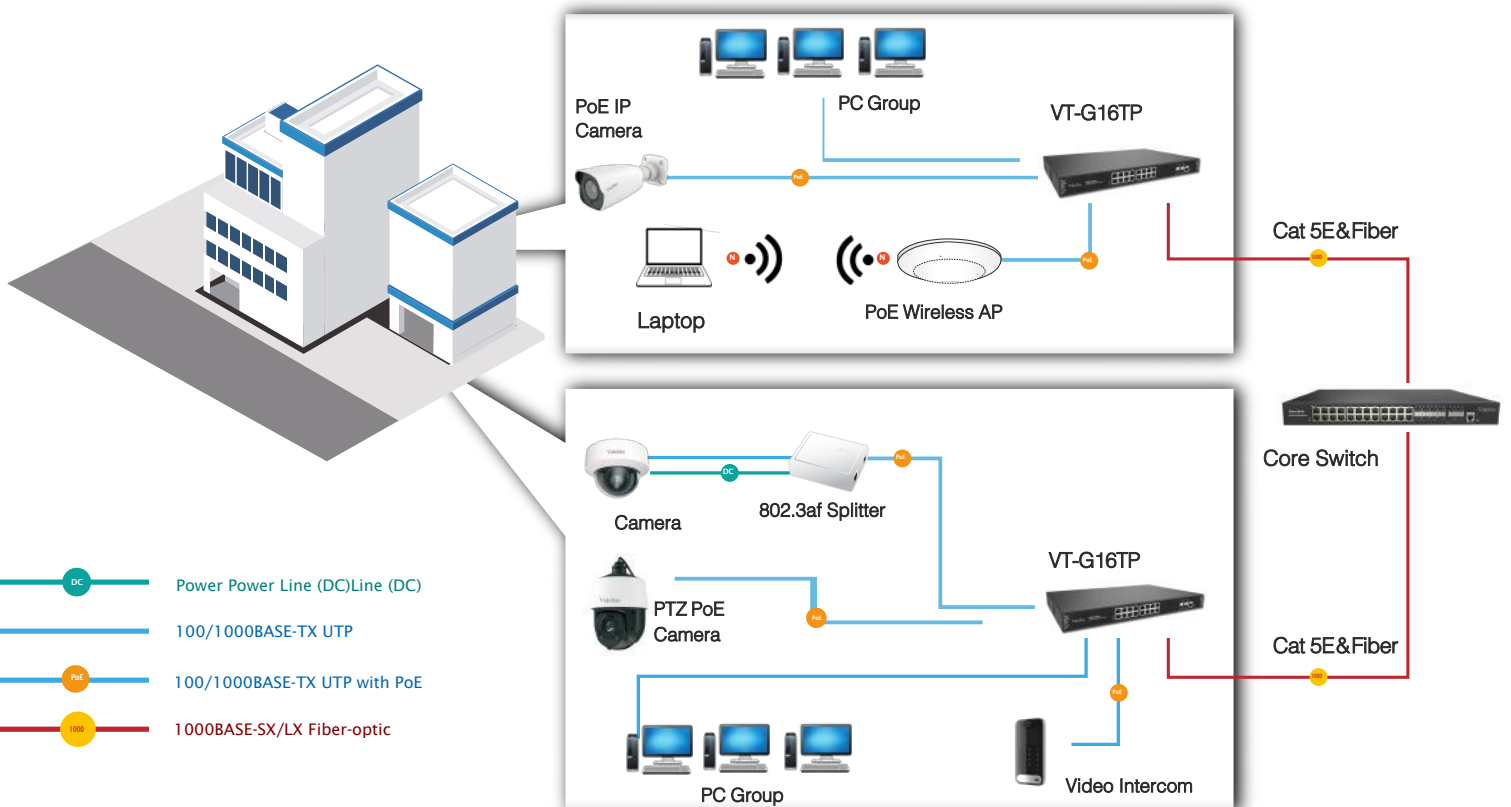 PC Group
PoE IP
Camera
VT-G16TP
PoE
Laptop
N
N
PoE Wireless AP
PoE
Cat 5E&Fiber
1000
Core Switch
Camera
DC
802.3af Splitter
PoE
PTZ PoE
Camera
PoE
VT-G16TP
PoE
PC Group
Video Intercom
Cat 5E&Fiber
1000
DC
Power Power Line (DC)Line (DC)
100/1000BASE-TX UTP
PoE
100/1000BASE-TX UTP with PoE
1000
1000BASE-SX/LX Fiber-optic